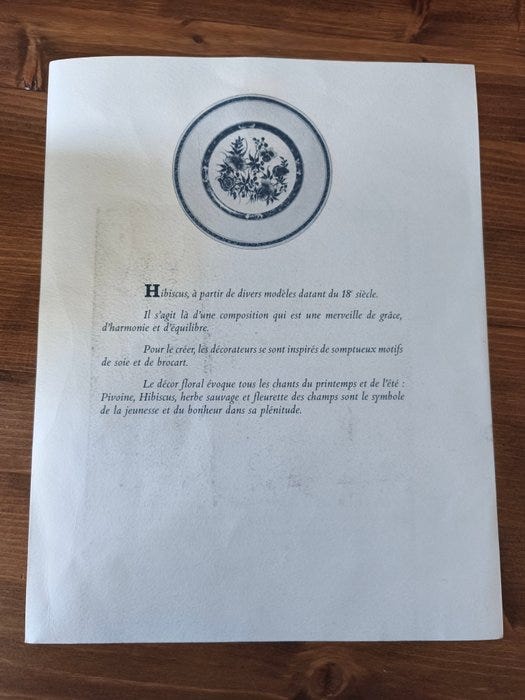 Hibiscus, à partir de divers modèles datant du 18e siècle.
Il s'agit là d'une composition qui est une merveille de grâce,
d'harmonie et d'équilibre.
Pour le créer, les décorateurs se sont inspirés de somptueux motifs
de soie et de brocart.
Le décor floral évoque tous les chants du printemps et de l'été :
Pivoine, Hibiscus, herbe sauvage et fleurette des champs sont le symbole
de la jeunesse et du bonheur dans sa plénitude.